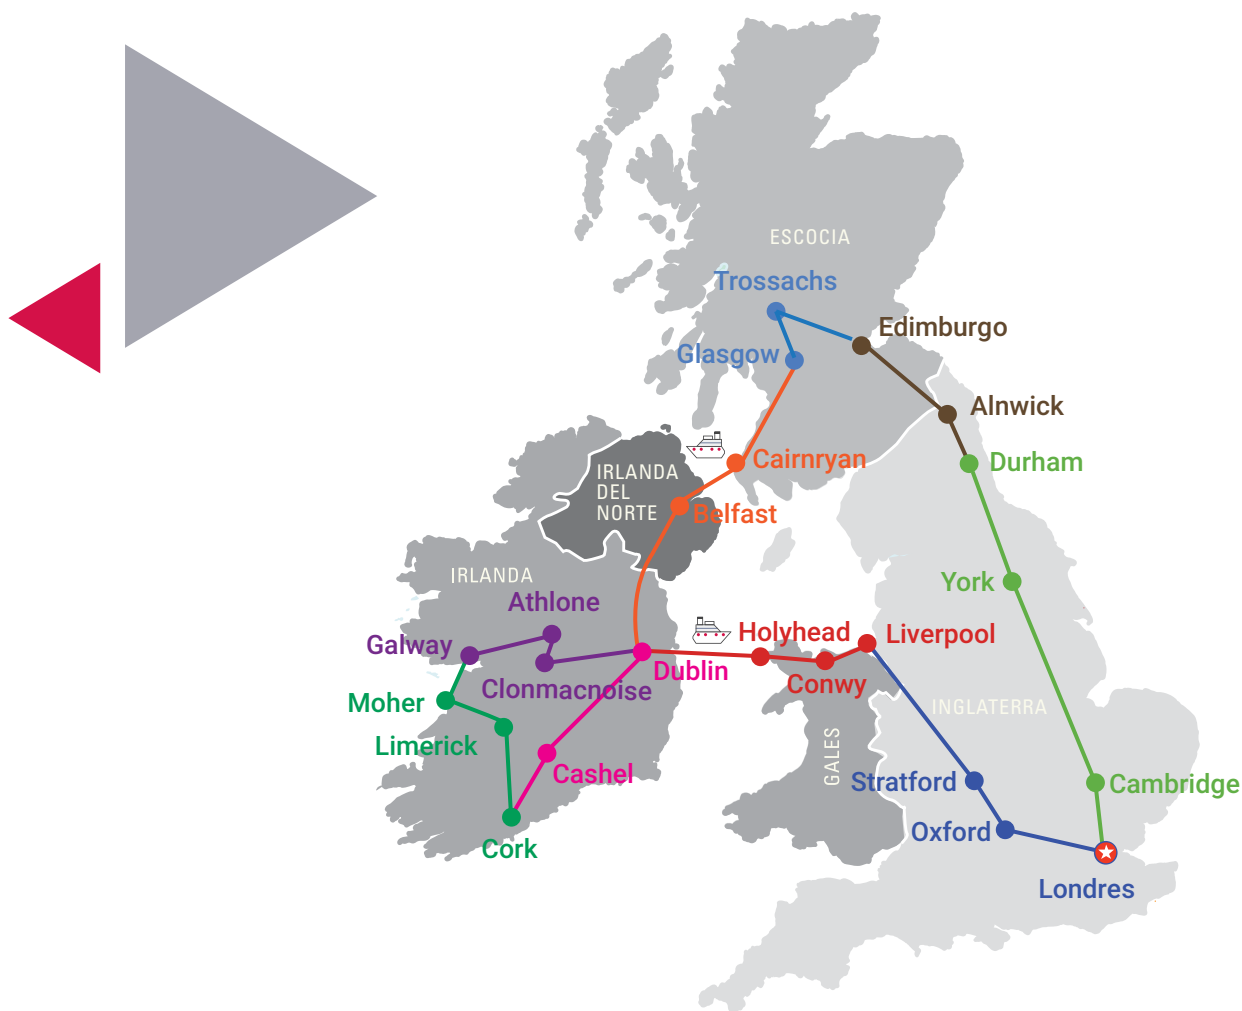 ESCOCIA
Trossachs
Edimburgo
Glasgow
Alnwick
Cairnryan
Durham
IRLANDA
DEL
NORTE
Belfast
IRLANDA
York
Athlone
Galway
Holyhead
Liverpool
Dublin
Clonmacnoise
Conwy
Moher
INGLATERRA
Limerick
GALES
Cashel
Stratford
Cambridge
Oxford
Cork
Londres